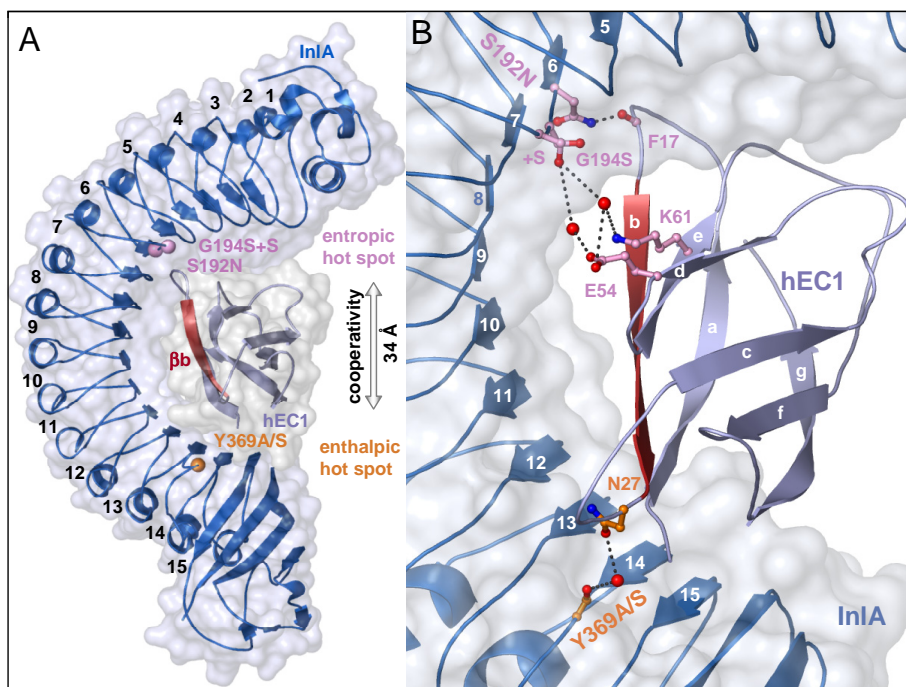 A
InlA
1
2
3
4
5
6
7
8
9
10
11
12
13
14
15
G194S+S
S192N
entropic
hot spot
cooperativity
34 Å
βb
hEC1
Y369A/S
enthalpic
hot spot
B
S192N
5
6
7
+S
G194S
F17
8
b
K61
e
9
E54
d
hEC1
10
a
c
g
11
f
12
N27
13
14
15
Y369A/S
InlA